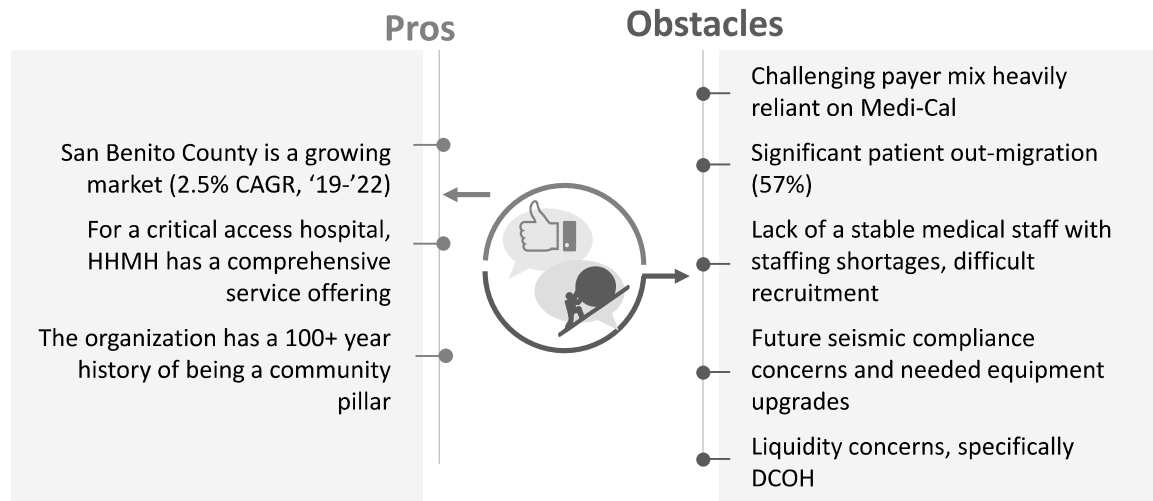 Pros
San Benito County is a growing
market (2.5% CAGR, ‘19-’22)
For a critical access hospital,
HHMH has a comprehensive
service offering
The organization has a 100+ year
history of being a community
pillar
Obstacles
Challenging payer mix heavily
reliant on Medi-Cal
Significant patient out-migration
(57%)
Lack of a stable medical staff with
staffing shortages, difficult
recruitment
Future seismic compliance
concerns and needed equipment
upgrades
Liquidity concerns, specifically
DCOH